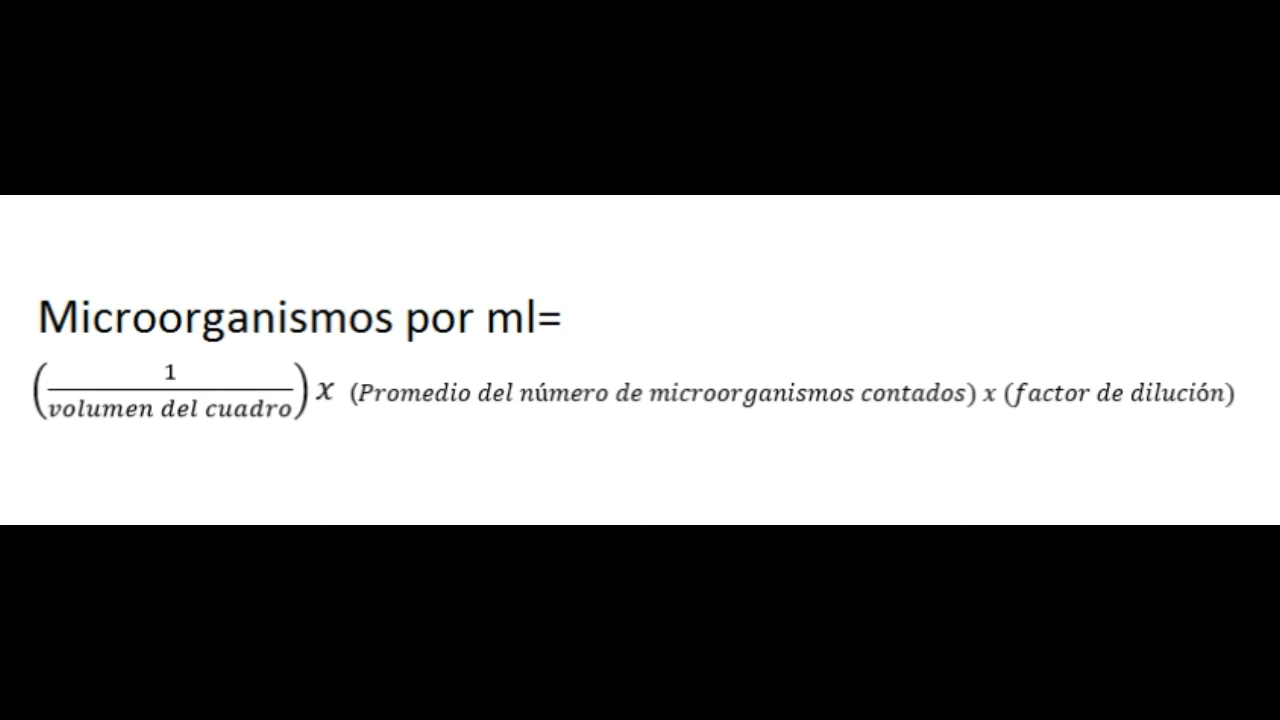 Microorganismos por ml=
(1/volumen del cuadro) x (Promedio del número de microorganismos contados) x (factor de dilución)